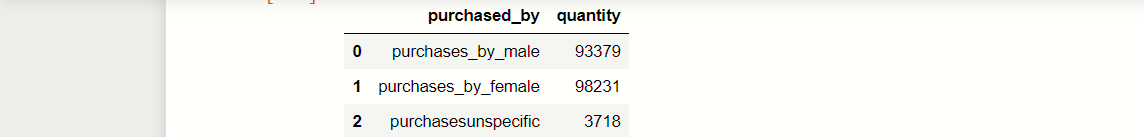 purchased_by quantity
0 purchases_by_male 93379
1 purchases_by_female 98231
2 purchasesunspecific 3718